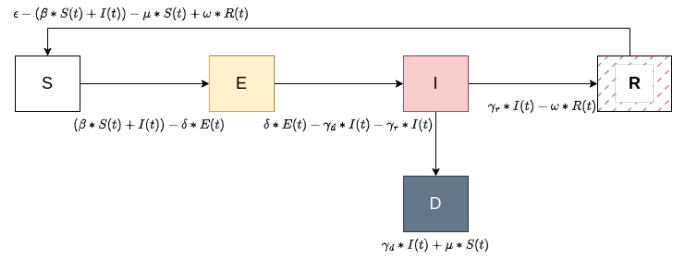 ϵ − (β * S(t) + I(t)) − μ * S(t) + ω * R(t)
S
E
I
R
(β * S(t) + I(t)) − δ * E(t)
δ * E(t) − γ_d * I(t) − γ_r * I(t)
γ_r * I(t) − ω * R(t)
D
γ_d * I(t) + μ * S(t)